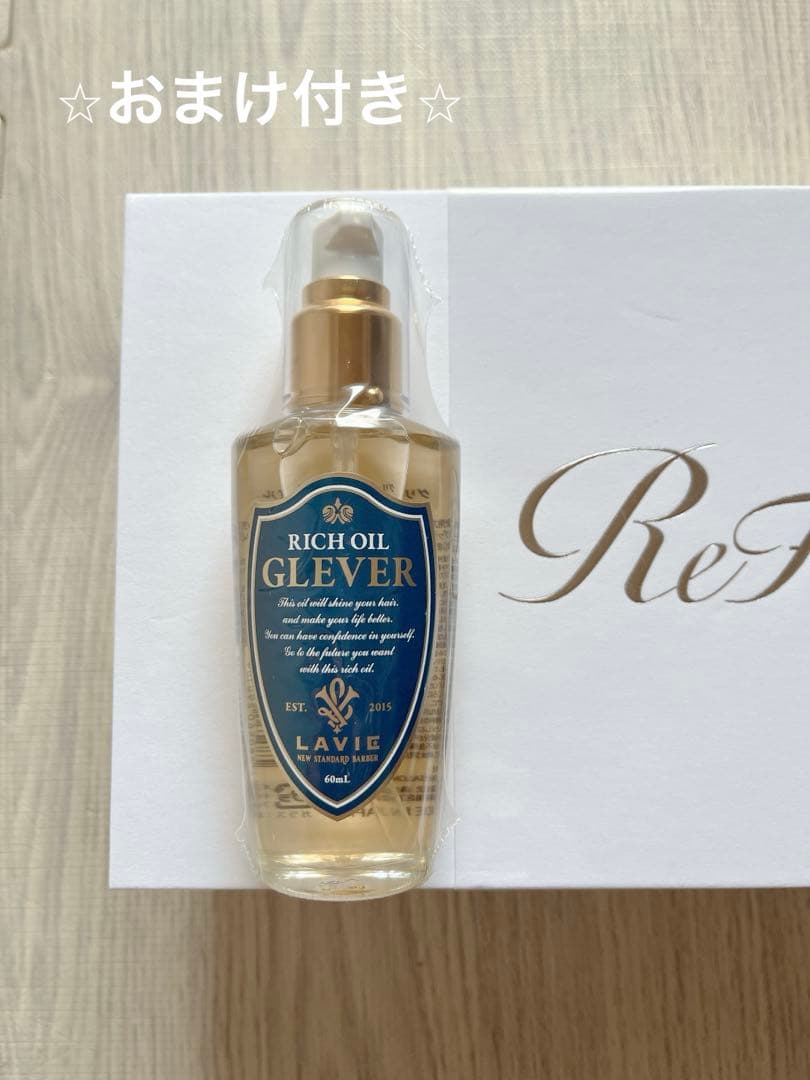 ☆おまけ付き☆
RICH OIL
GLEVER
This oil will shine your hair.
and make your life better.
You can have confidence in yourself.
Go to the future you want
with this rich oil.
EST. 2015
LAVIE
NEW STANDARD BARBER
60mL
ReF